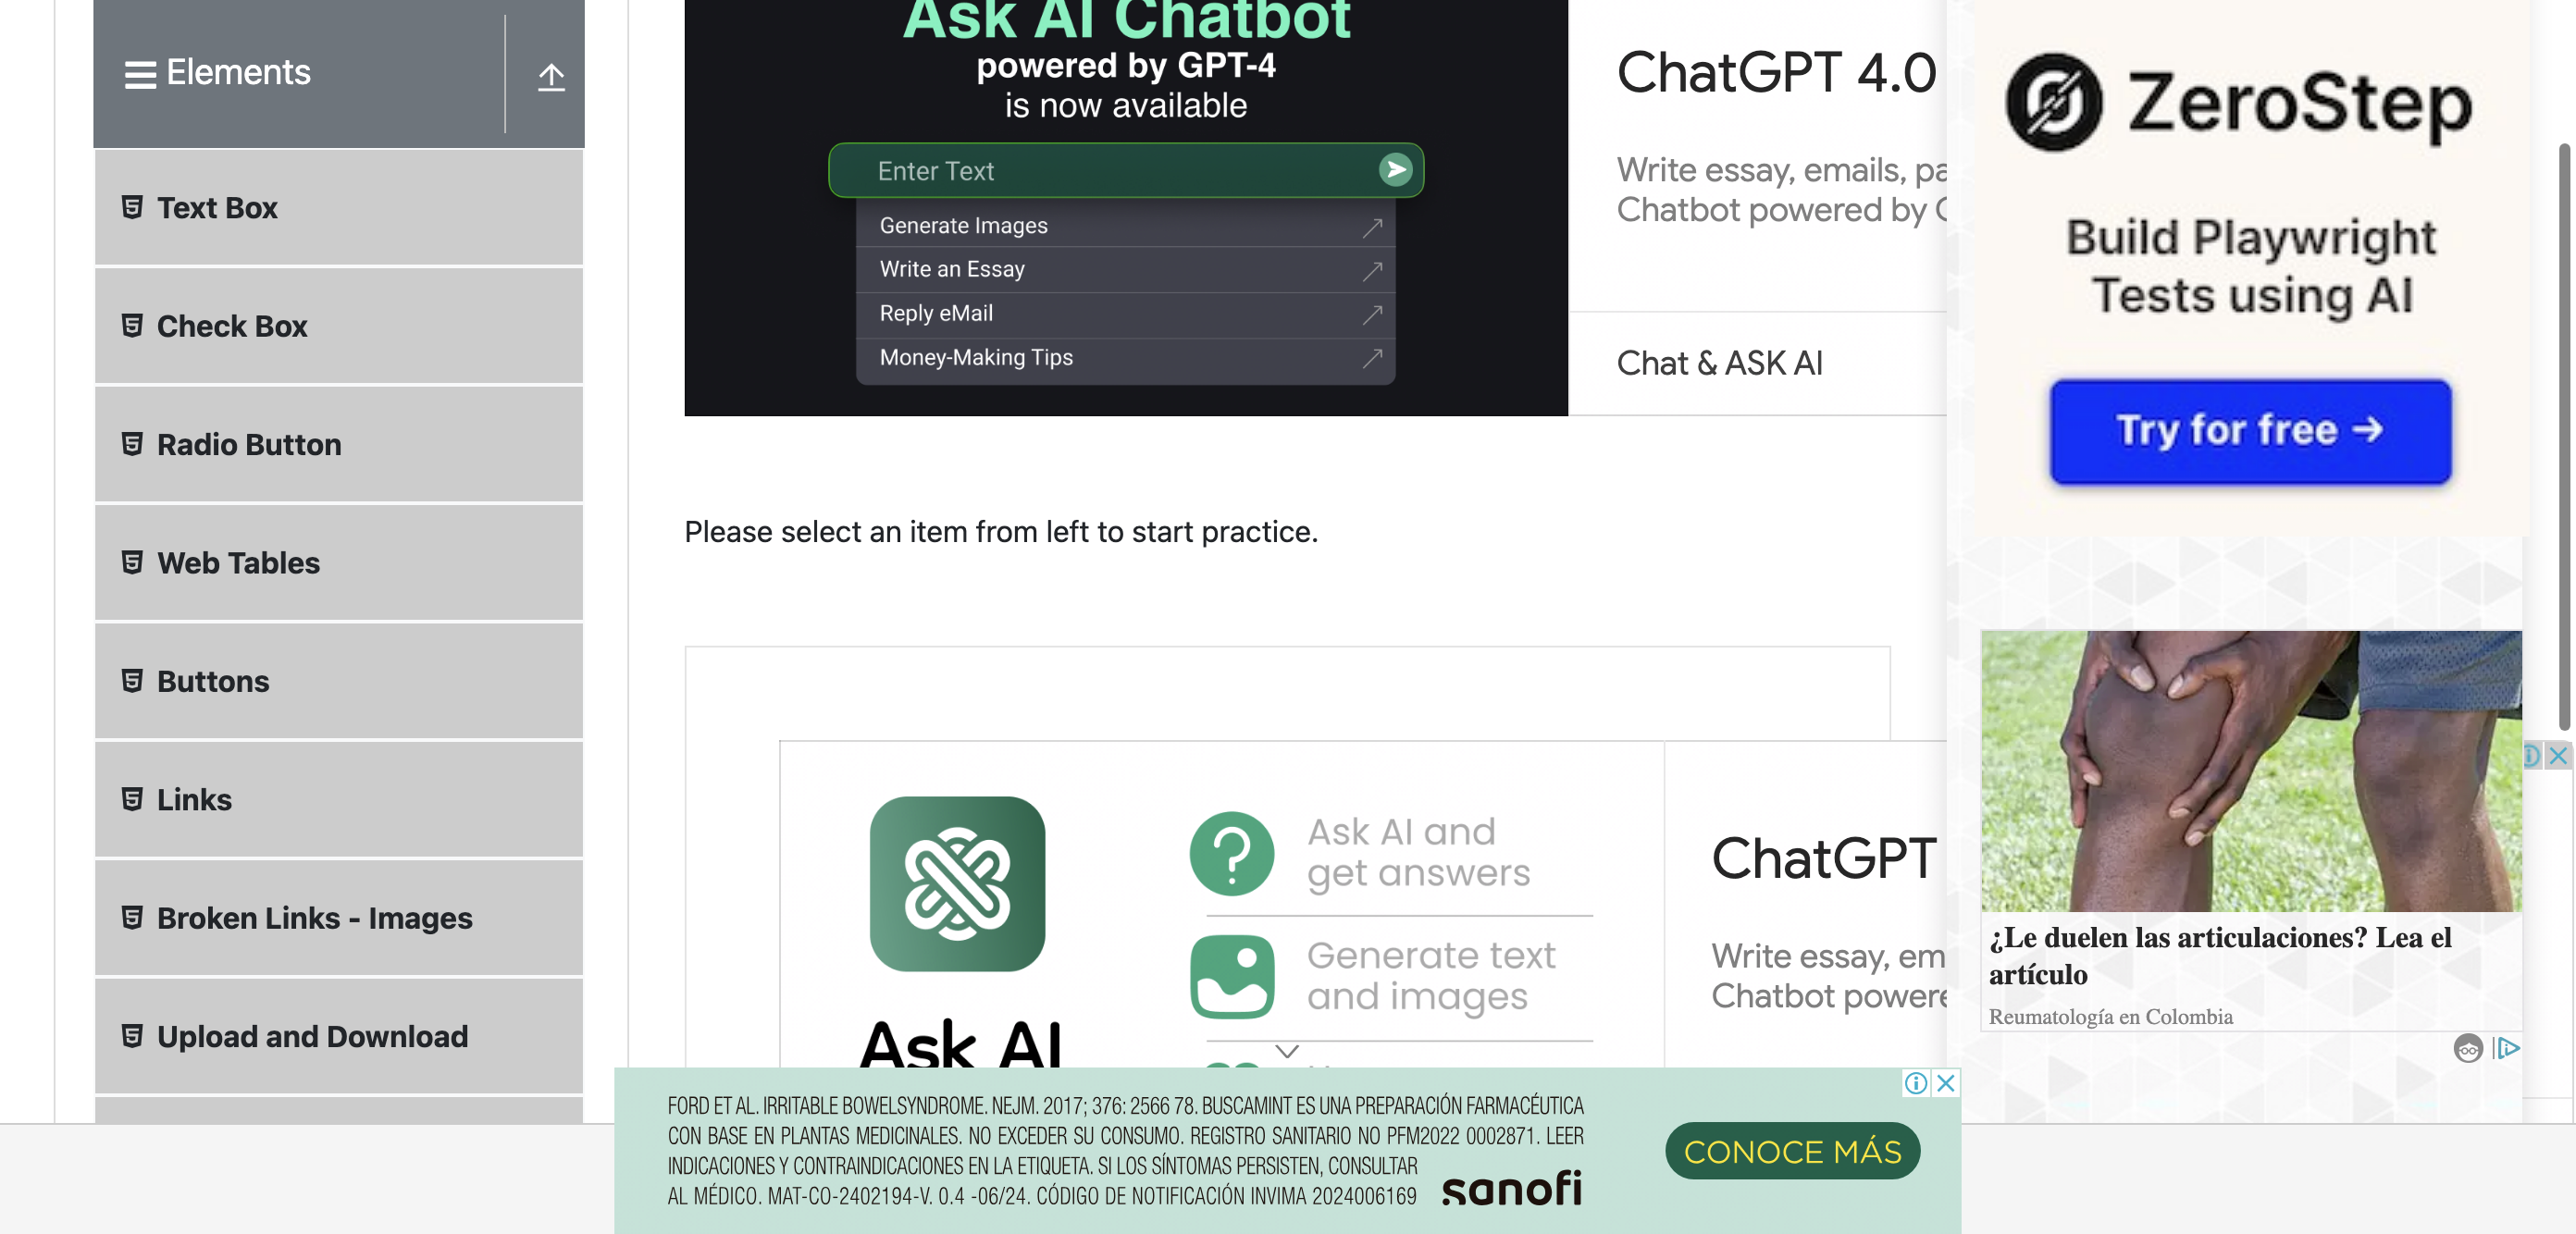 Elements
Text Box
Check Box
Radio Button
Web Tables
Buttons
Links
Broken Links - Images
Upload and Download
Ask AI Chatbot
powered by GPT-4
is now available
Enter Text
Generate Images
Write an Essay
Reply eMail
Money-Making Tips
ChatGPT 4.0
Write essay, emails,
Chatbot powered by
Chat & ASK AI
Please select an item from left to start practice.
Ask AI
Ask AI and
get answers
Generate text
and images
ChatGPT
Write essay,
Chatbot
ZeroStep
Build Playwright
Tests using AI
Try for free →
¿Le duelen las articulaciones? Lea el
artículo
Reumatología en Colombia
FORD ET AL. IRRITABLE BOWELSYNDROME. NEJM. 2017; 376: 2566 78. BUSCAMINT ES UNA PREPARACIÓN FARMACÉUTICA
CON BASE EN PLANTAS MEDICINALES. NO EXCEDER SU CONSUMO. REGISTRO SANITARIO NO PFM2022 0002871. LEER
INDICACIONES Y CONTRAINDICACIONES EN LA ETIQUETA. SI LOS SÍNTOMAS PERSISTEN, CONSULTAR
AL MÉDICO. MAT-CO-2402194-V. 0.4 -06/24. CÓDIGO DE NOTIFICACIÓN INVIMA 2024006169
sanofi
CONOCE MÁS